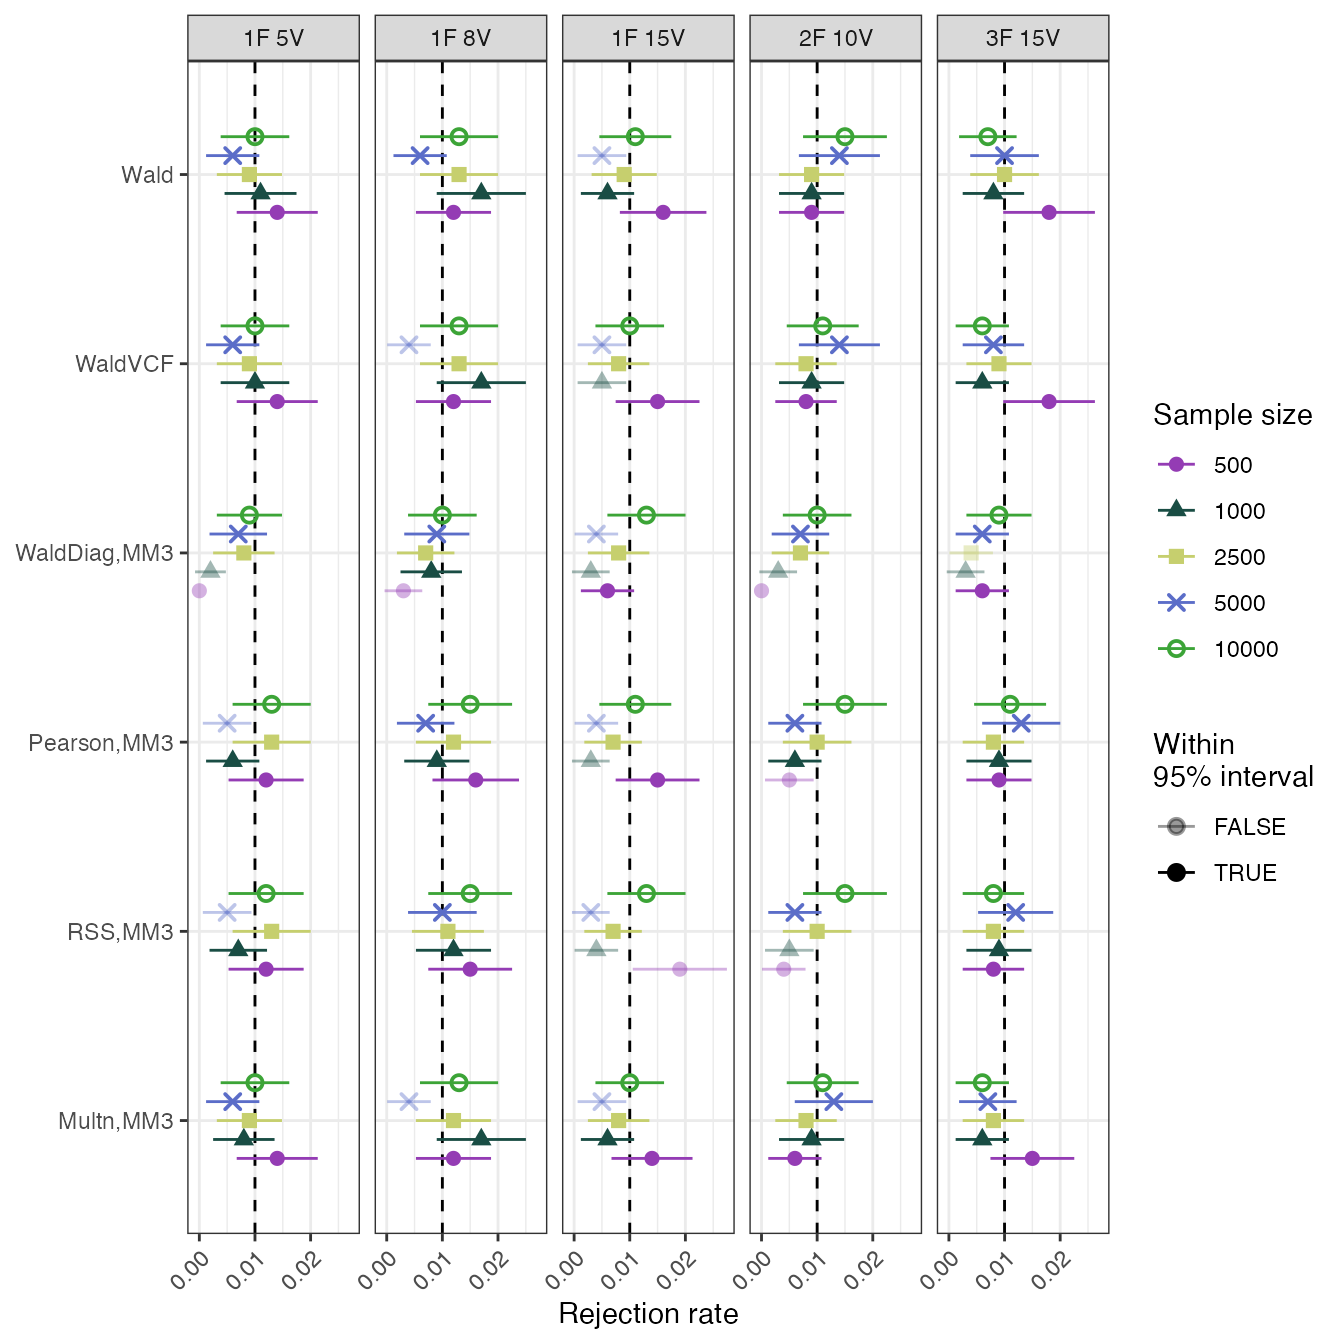 1F 5V 1F 8V 1F 15V 2F 10V 3F 15V
Wald
WaldVCF
WaldDiag,MM3
Pearson,MM3
RSS,MM3
Multn,MM3
0.00 0.01 0.02 0.00 0.01 0.02 0.00 0.01 0.02 0.00 0.01 0.02 0.00 0.01 0.02
Rejection rate
Sample size
500
1000
2500
5000
10000
Within
95% interval
FALSE
TRUE